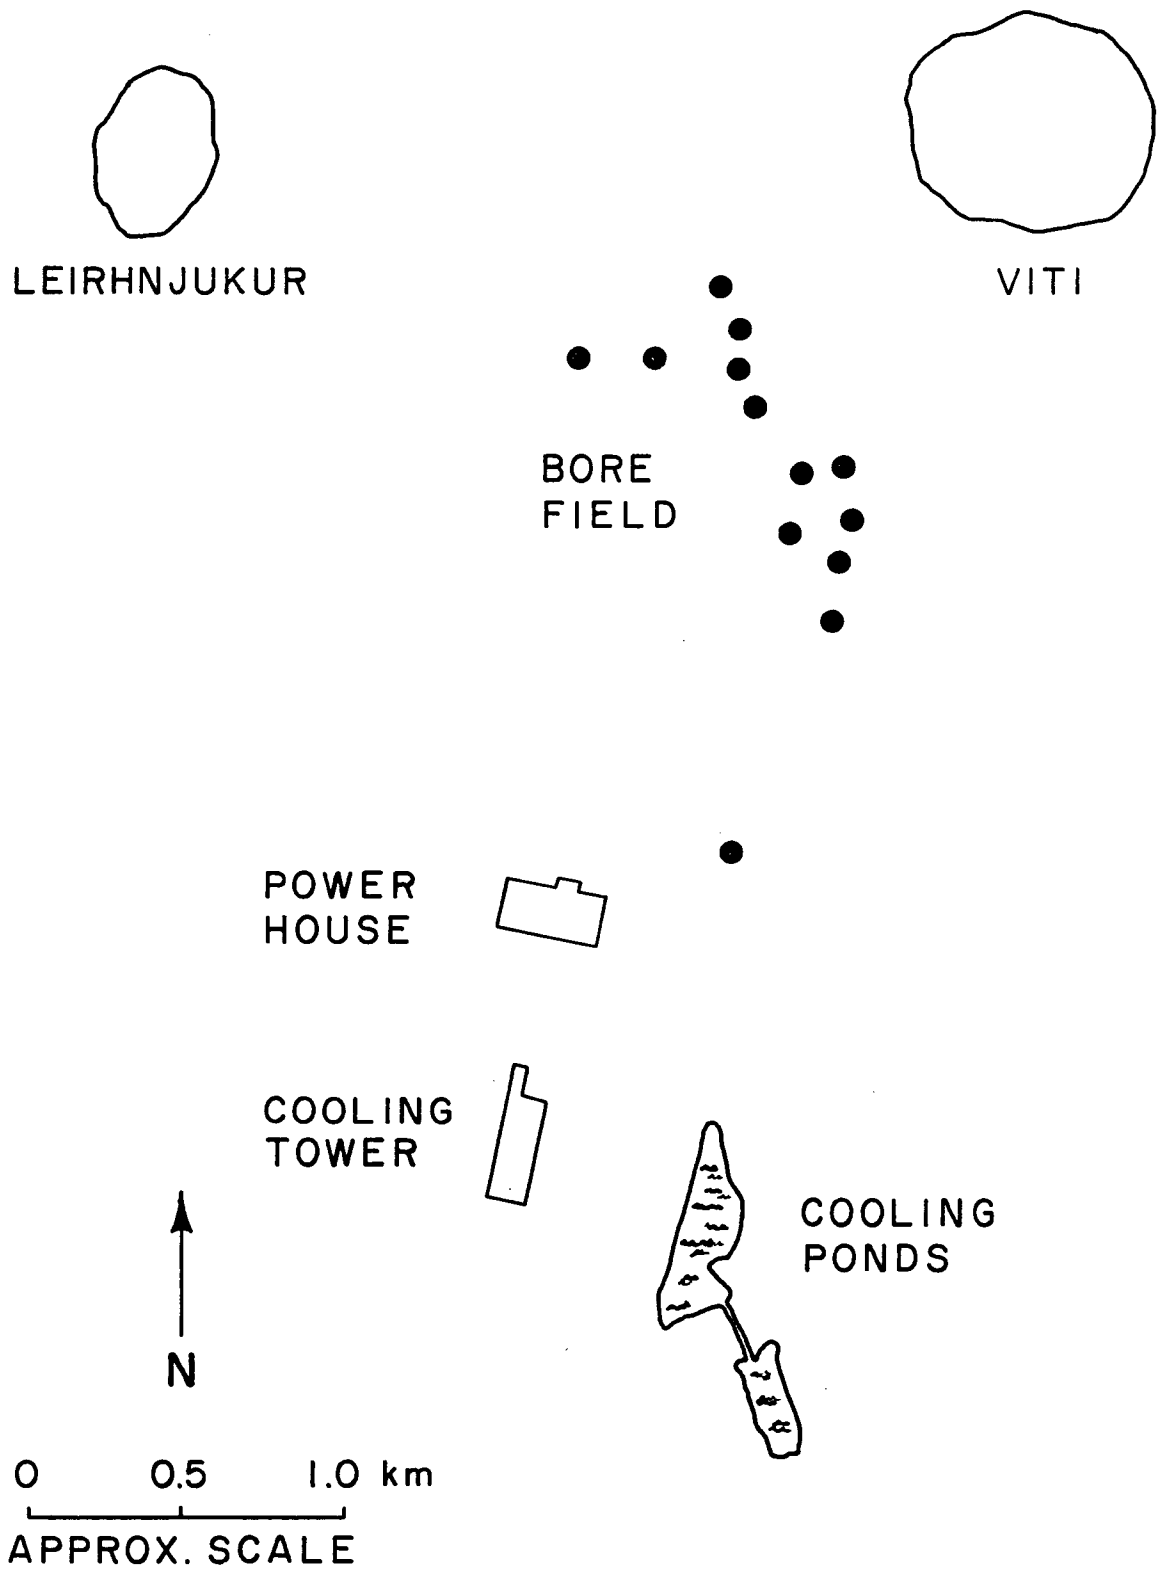 LEIRHNJUKUR
VITI
BORE
FIELD
POWER
HOUSE
COOLING
TOWER
COOLING
PONDS
N
0 0.5 1.0 km
APPROX. SCALE